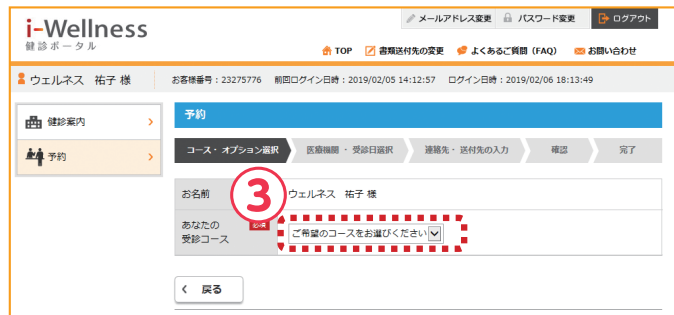 i-Wellness
健診ポータル
メールアドレス変更 パスワード変更 ログアウト
TOP 書類送付先の変更 よくあるご質問（FAQ） お問い合わせ
ウェルネス 祐子 様 お客様番号：23275776 前回ログイン日時：2019/02/05 14:12:57 ログイン日時：2019/02/06 18:13:49
健診案内
予約
予約
コース・オプション選択 医療機関・受診日選択 連絡先・送付先の入力 確認 完了
お名前 ウェルネス 祐子 様
3
あなたの受診コース 必須 ご希望のコースをお選びください
戻る